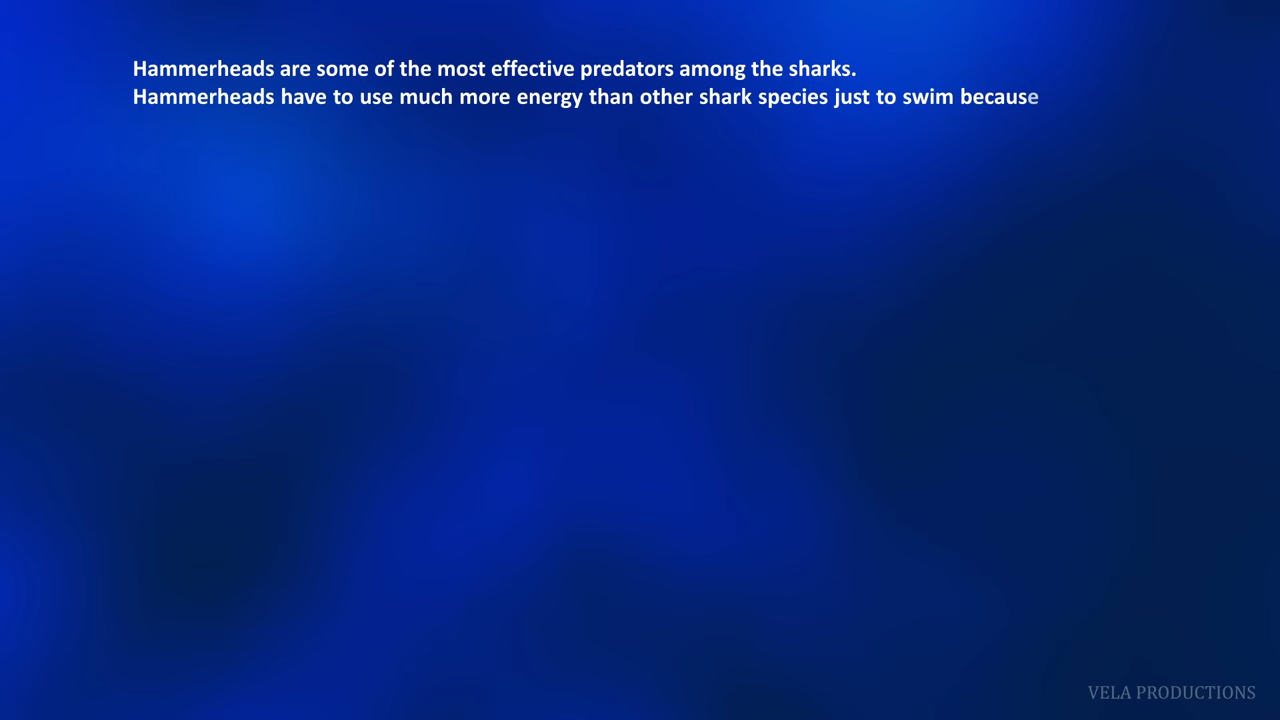 Hammerheads are some of the most effective predators among the sharks.
Hammerheads have to use much more energy than other shark species just to swim because
VELA PRODUCTIONS